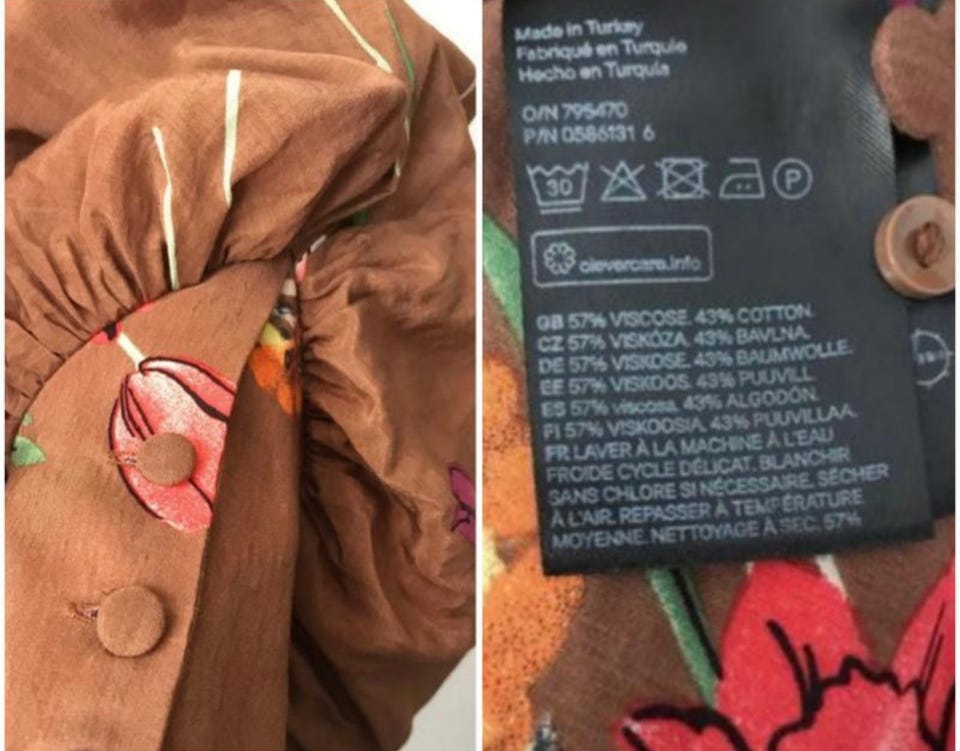 Made in Turkey
Fabriqué en Turquie
Hecho en Turquía
O/N 795470
P/N 0586131 6
30
P
clevercare.info
GB 57% VISCOSE. 43% COTTON.
CZ 57% VISKÓZA. 43% BAVLNA.
DE 57% VISKOSE. 43% BAUMWOLLE.
EE 57% VISKOOS. 43% PUUVILL
ES 57% viscosa. 43% ALGODÓN.
FI 57% VISKOOSIA. 43% PUUVILLAA.
FR LAVER À LA MACHINE À L'EAU
FROIDE CYCLE DÉLICAT. BLANCHIR
SANS CHLORE SI NÉCESSAIRE. SÉCHER
À L'AIR. REPASSER À TEMPÉRATURE
MOYENNE. NETTOYAGE À SEC. 57%